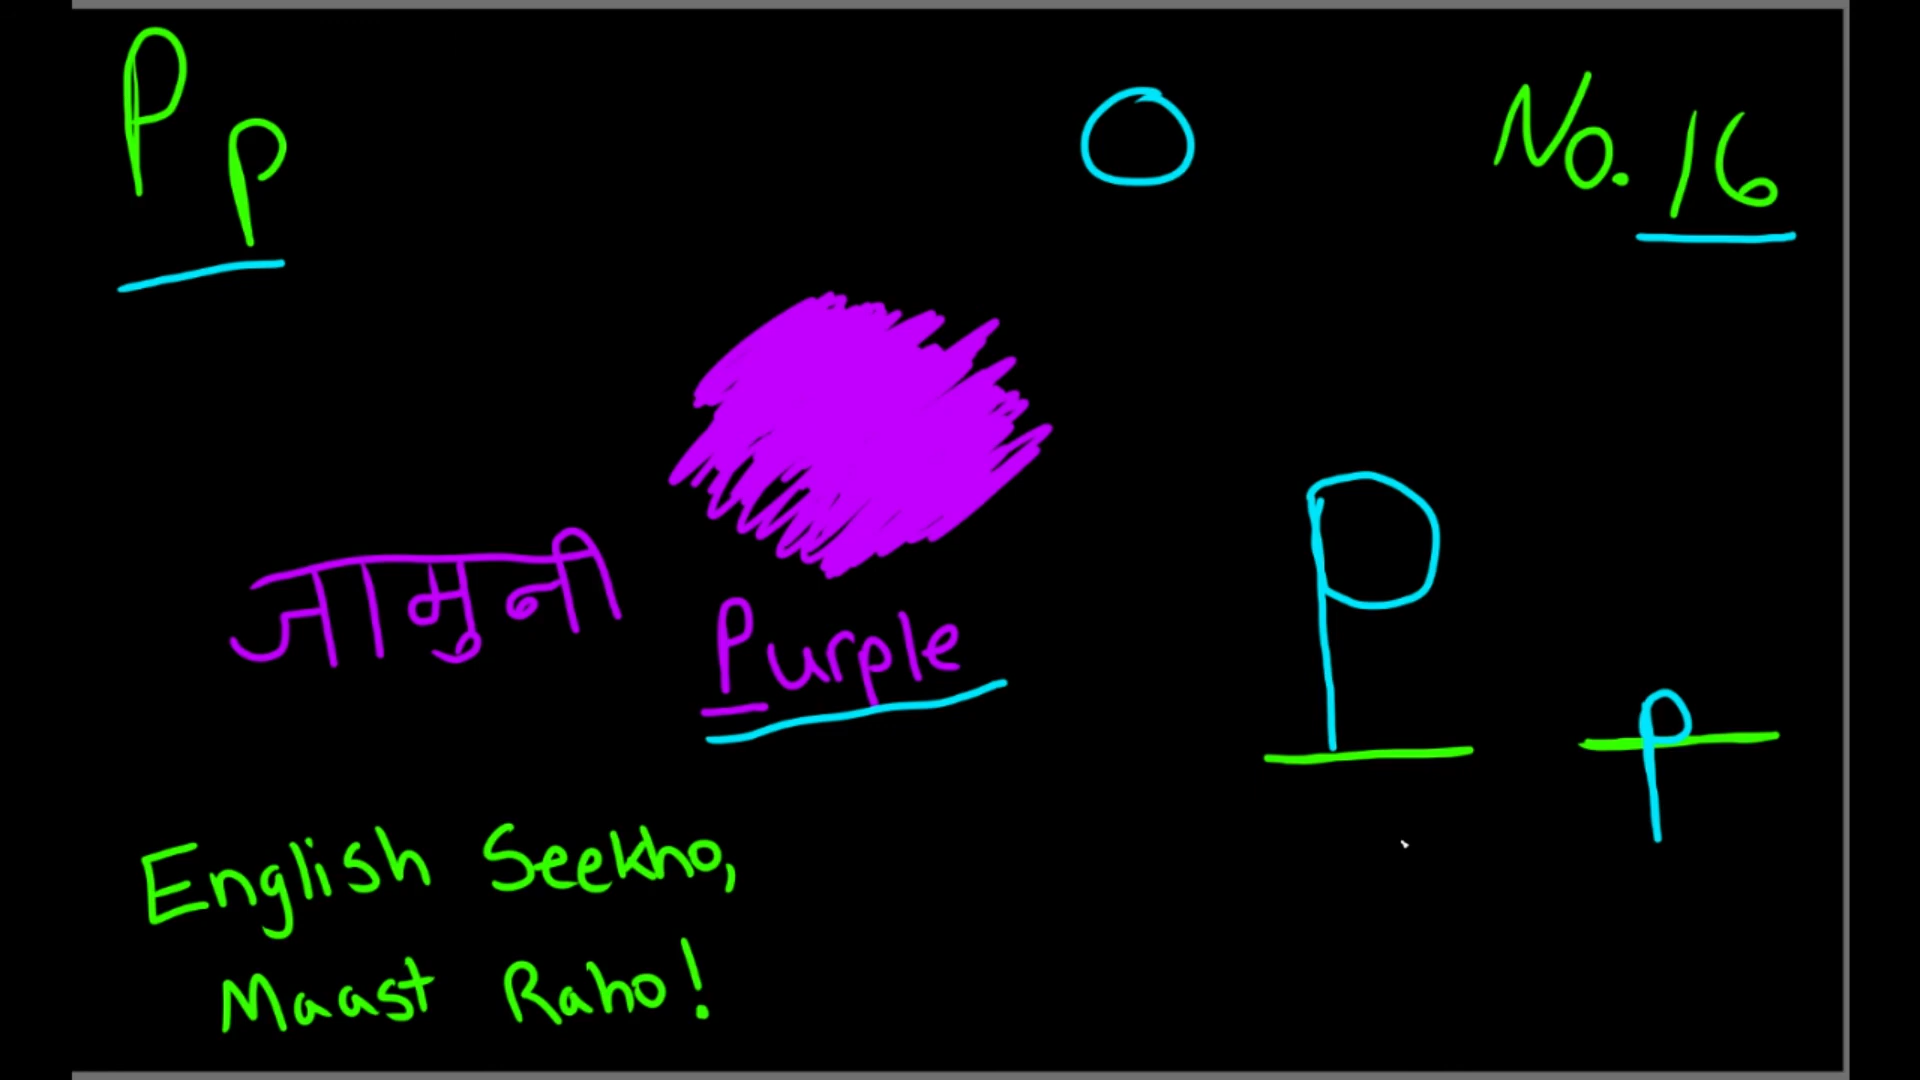 Pp
O
No. 16
जामुनी
Purple
P p
English Seekho,
Maast Raho!